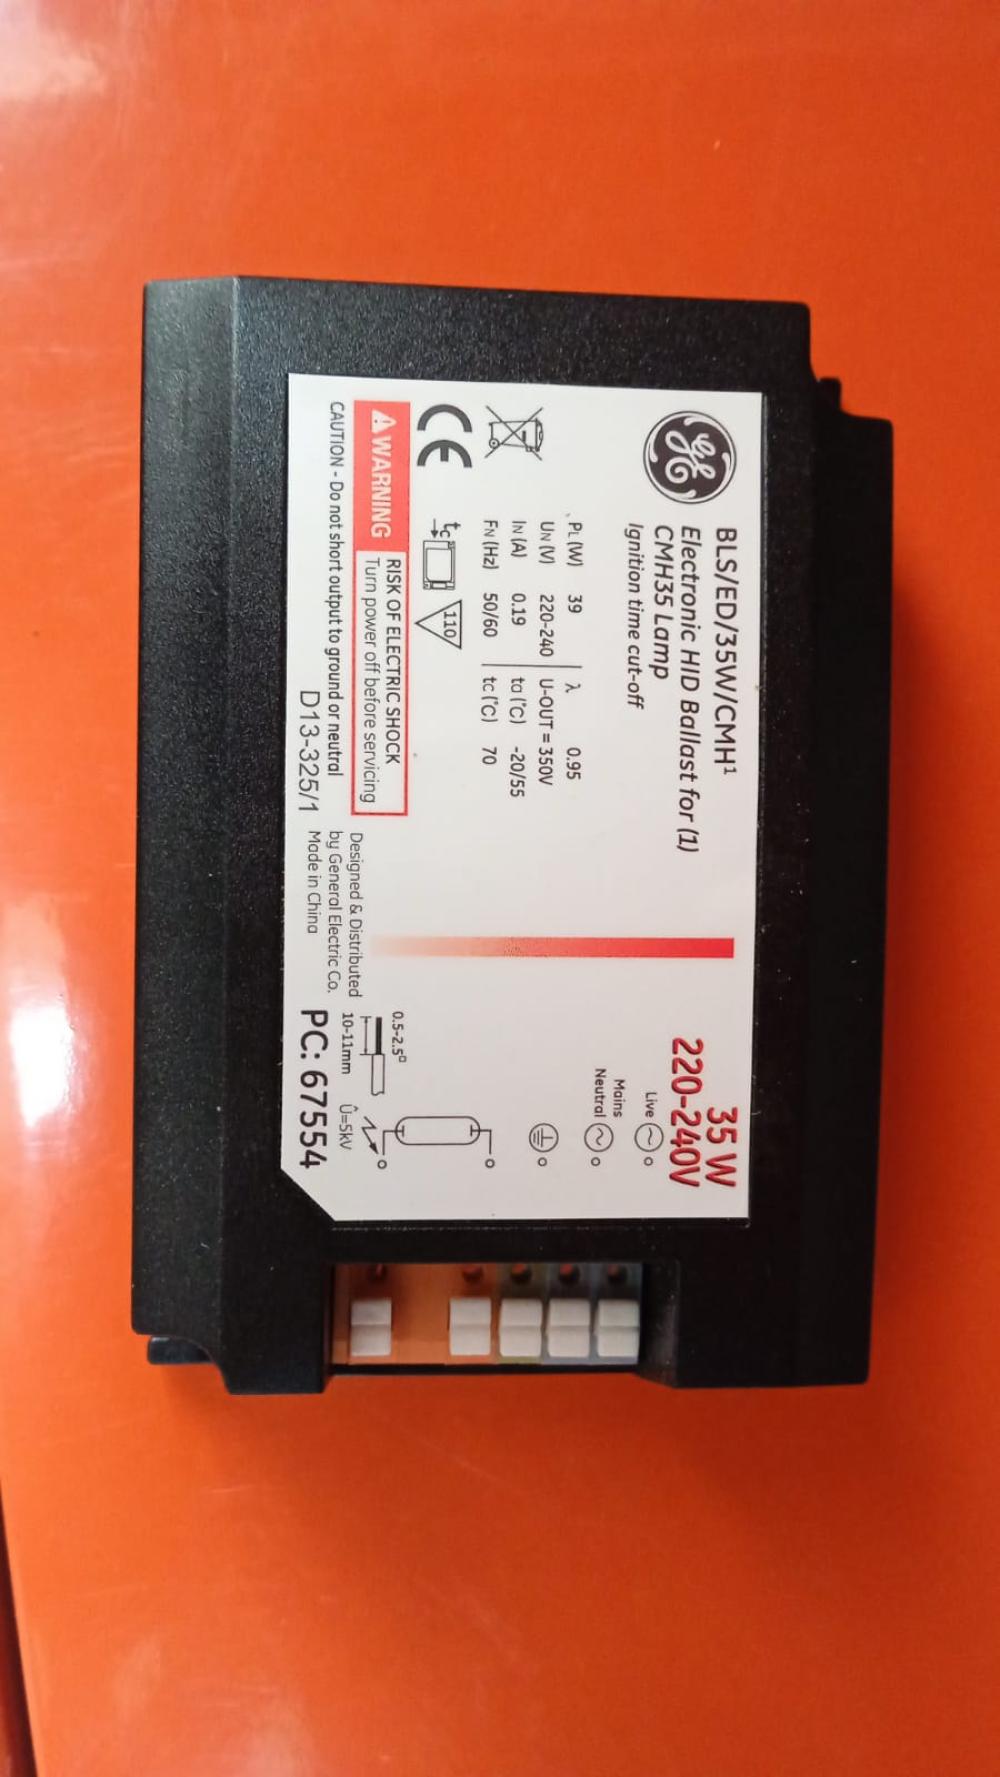 GE
BLS/ED/35W/CMH¹
Electronic HID Ballast for (1)
CMH35 Lamp
Ignition time cut-off
35 W
220-240V
PL (W) 39 λ 0.95
UN (V) 220-240 U-OUT = 350V
IN (A) 0.19 ta (°C) -20/55
FN (Hz) 50/60 tc (°C) 70
Live
Mains
Neutral
CE
tc
110
WARNING
RISK OF ELECTRIC SHOCK
Turn power off before servicing
CAUTION - Do not short output to ground or neutral
D13-325/1
Designed & Distributed
by General Electric Co.
Made in China
0.5-2.5□
10-11mm
Û=5kV
PC: 67554